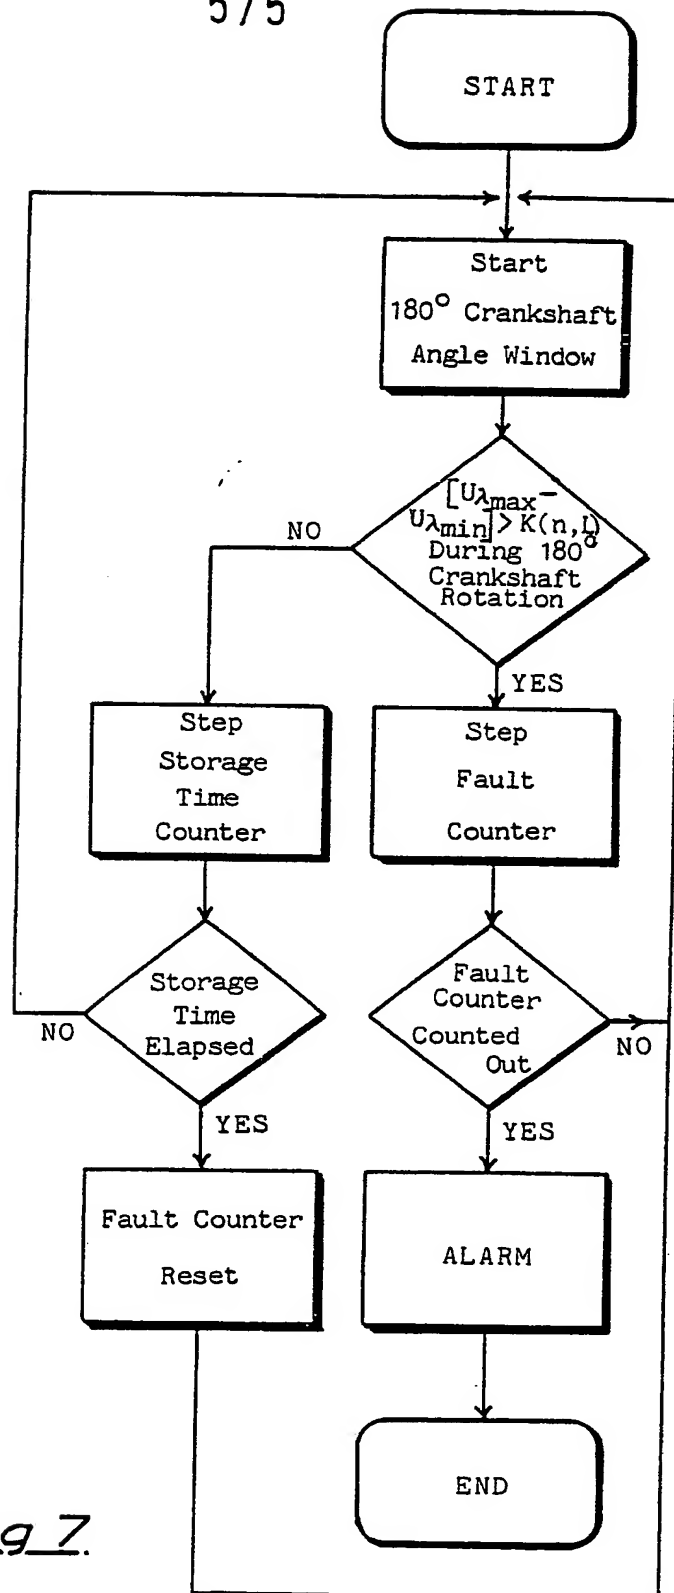 5/5
START
Start
180° Crankshaft
Angle Window
[Uλmax-
Uλmin]>K(n,L)
During 180°
Crankshaft
Rotation
NO
YES
Step
Storage
Time
Counter
Step
Fault
Counter
Storage
Time
Elapsed
NO
Fault
Counter
Counted
Out
NO
YES
YES
Fault Counter
Reset
ALARM
END
g 7.